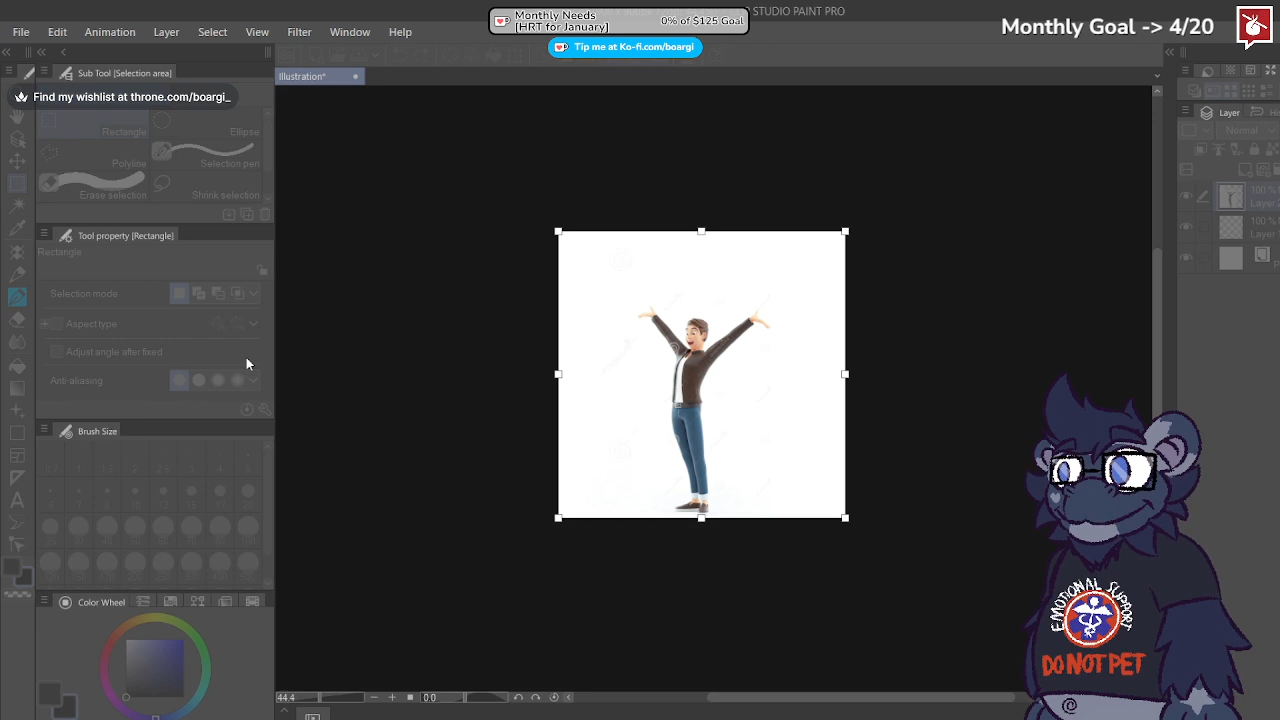 Monthly Needs
[HRT for January]
0% of $125 Goal
STUDIO PAINT PRO
Monthly Goal -> 4/20
File Edit Animation Layer Select View Filter Window Help
Tip me at Ko-fi.com/boargi
Sub Tool [Selection area]
Illustration*
Find my wishlist at throne.com/boargi_
Layer
Rectangle
Ellipse
Normal
Polyline
Selection pen
Erase selection
Shrink selection
100 %
Layer
100 %
Layer
Tool property [Rectangle]
Rectangle
Selection mode
Aspect type
Adjust angle after fixed
Anti-aliasing
Brush Size
Color Wheel
EMOTIONAL SUPPORT
DO NOT PET
44.4
0.0